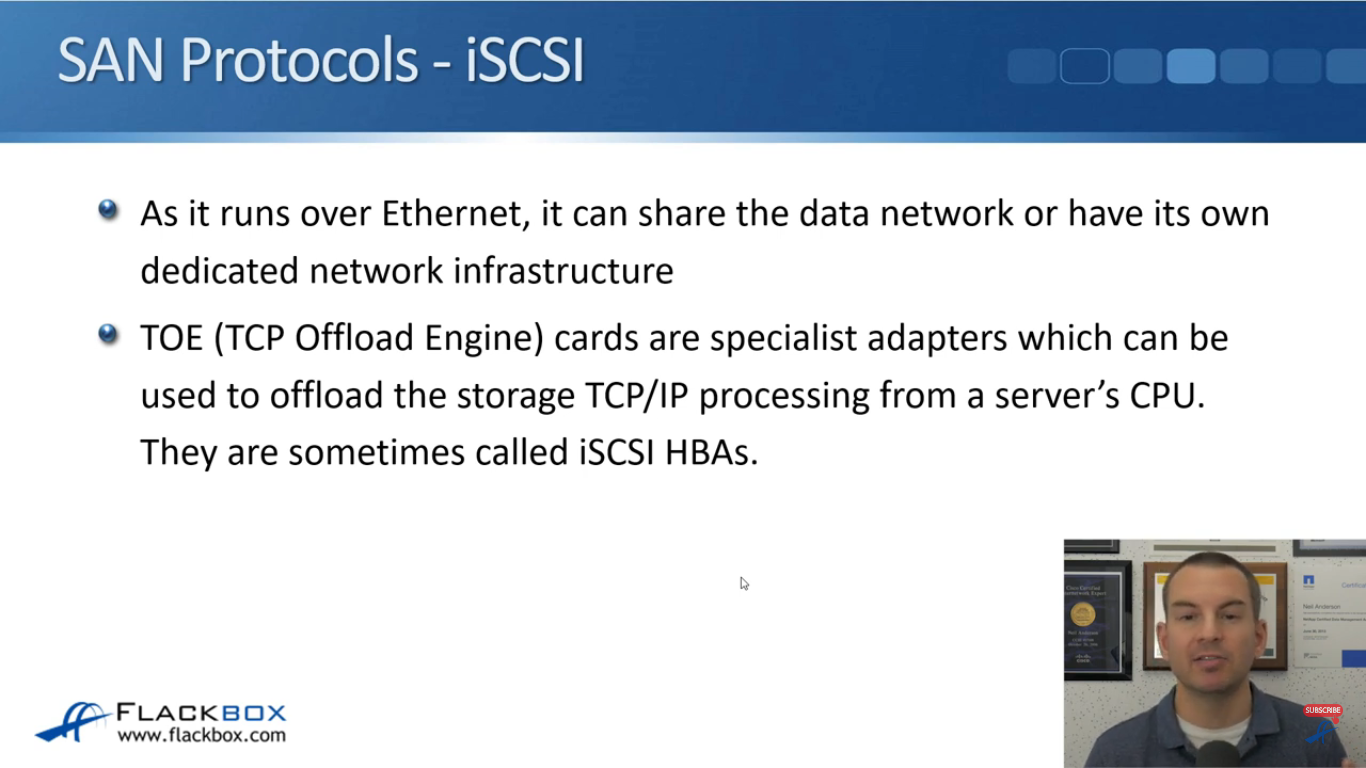 SAN Protocols - iSCSI
As it runs over Ethernet, it can share the data network or have its own
dedicated network infrastructure
TOE (TCP Offload Engine) cards are specialist adapters which can be
used to offload the storage TCP/IP processing from a server’s CPU.
They are sometimes called iSCSI HBAs.
Cisco Certified
Neil Anderson
SUBSCRIBE
FLACKBOX
www.flackbox.com